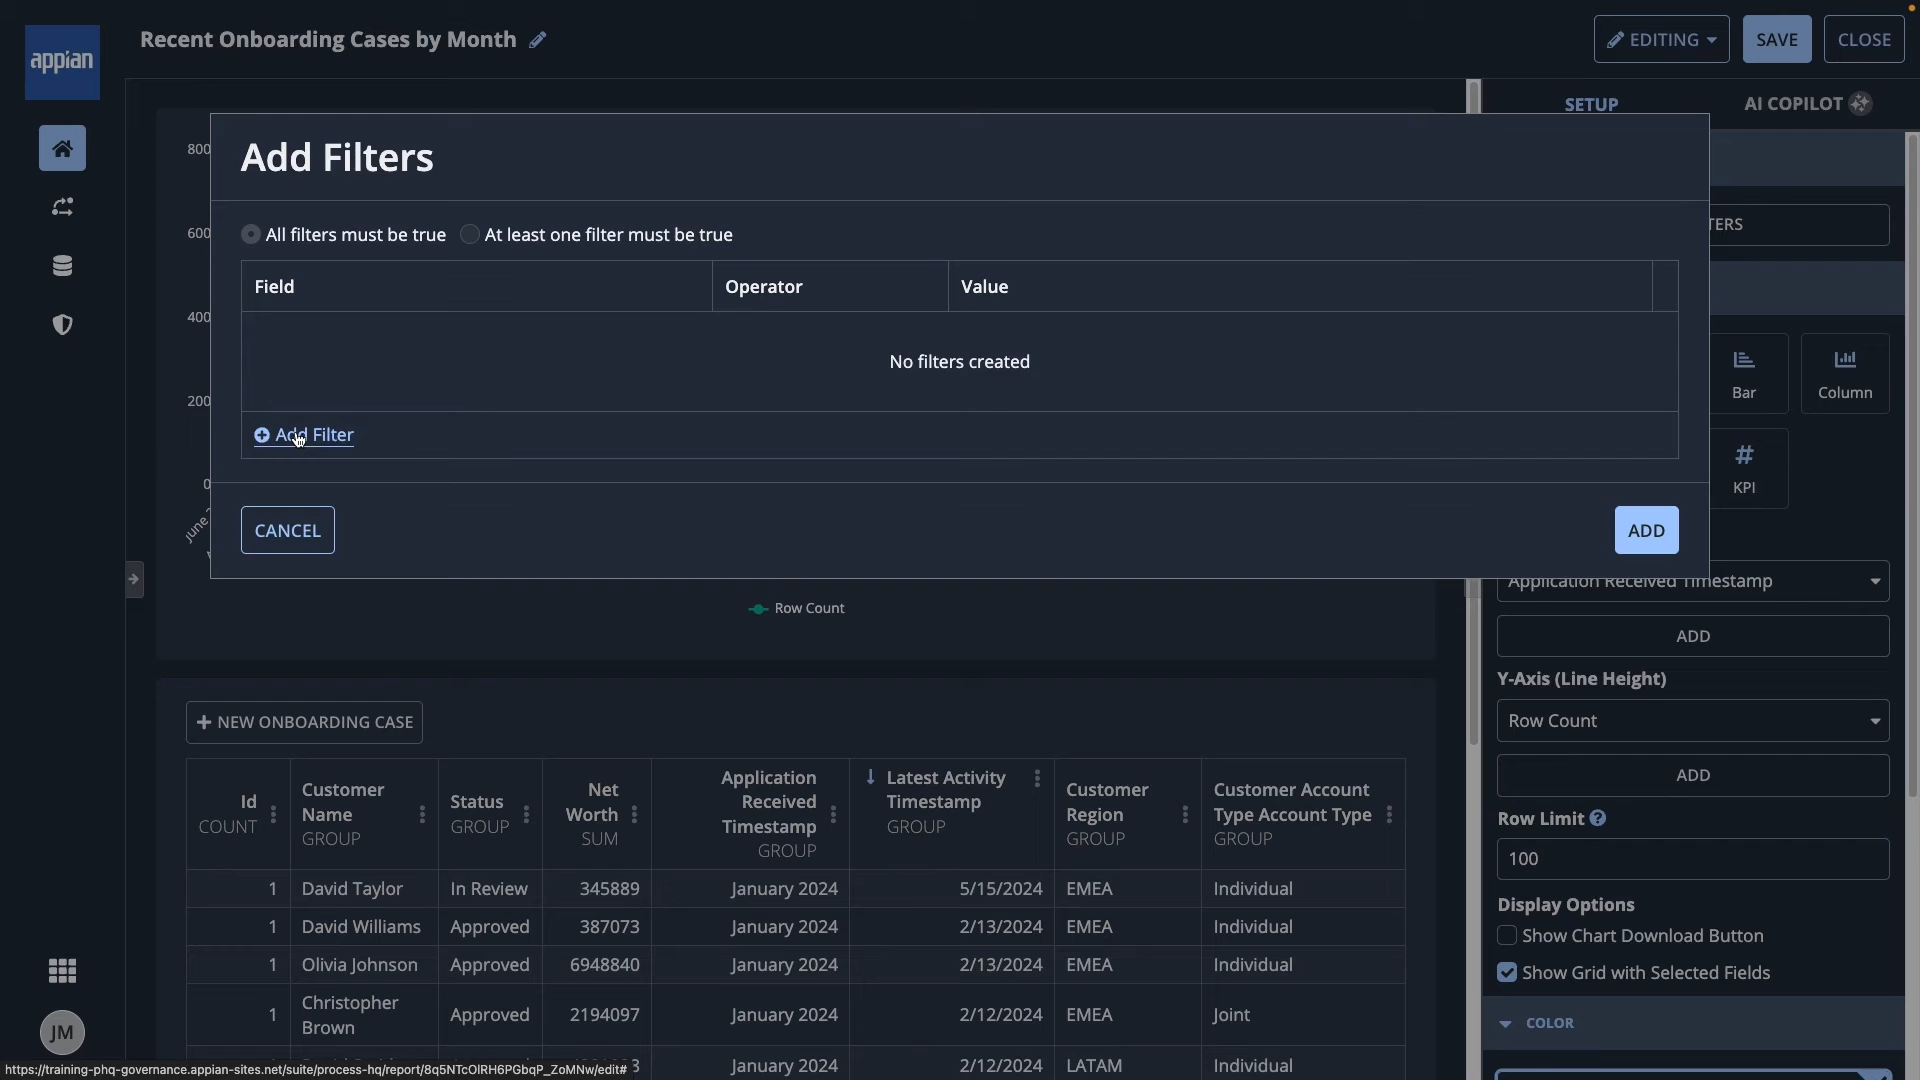 appian
Recent Onboarding Cases by Month
EDITING
SAVE
CLOSE
SETUP
AI COPILOT
800
600
400
200
0
Add Filters
All filters must be true
At least one filter must be true
Field
Operator
Value
No filters created
Add Filter
CANCEL
ADD
TERS
Bar
Column
KPI
June
Row Count
Application Received Timestamp
ADD
Y-Axis (Line Height)
Row Count
ADD
Row Limit
100
Display Options
Show Chart Download Button
Show Grid with Selected Fields
COLOR
NEW ONBOARDING CASE
Id
COUNT
Customer
Name
GROUP
Status
GROUP
Net
Worth
SUM
Application
Received
Timestamp
GROUP
Latest Activity
Timestamp
GROUP
Customer
Region
GROUP
Customer Account
Type Account Type
GROUP
1 David Taylor In Review 345889 January 2024 5/15/2024 EMEA Individual
1 David Williams Approved 387073 January 2024 2/13/2024 EMEA Individual
1 Olivia Johnson Approved 6948840 January 2024 2/13/2024 EMEA Individual
1 Christopher
Brown Approved 2194097 January 2024 2/12/2024 EMEA Joint
January 2024 2/12/2024 LATAM Individual
JM
https://training-phq-governance.appian-sites.net/suite/process-hq/report/8q5NTcOIRH6PGbqP_ZoMNw/edit#